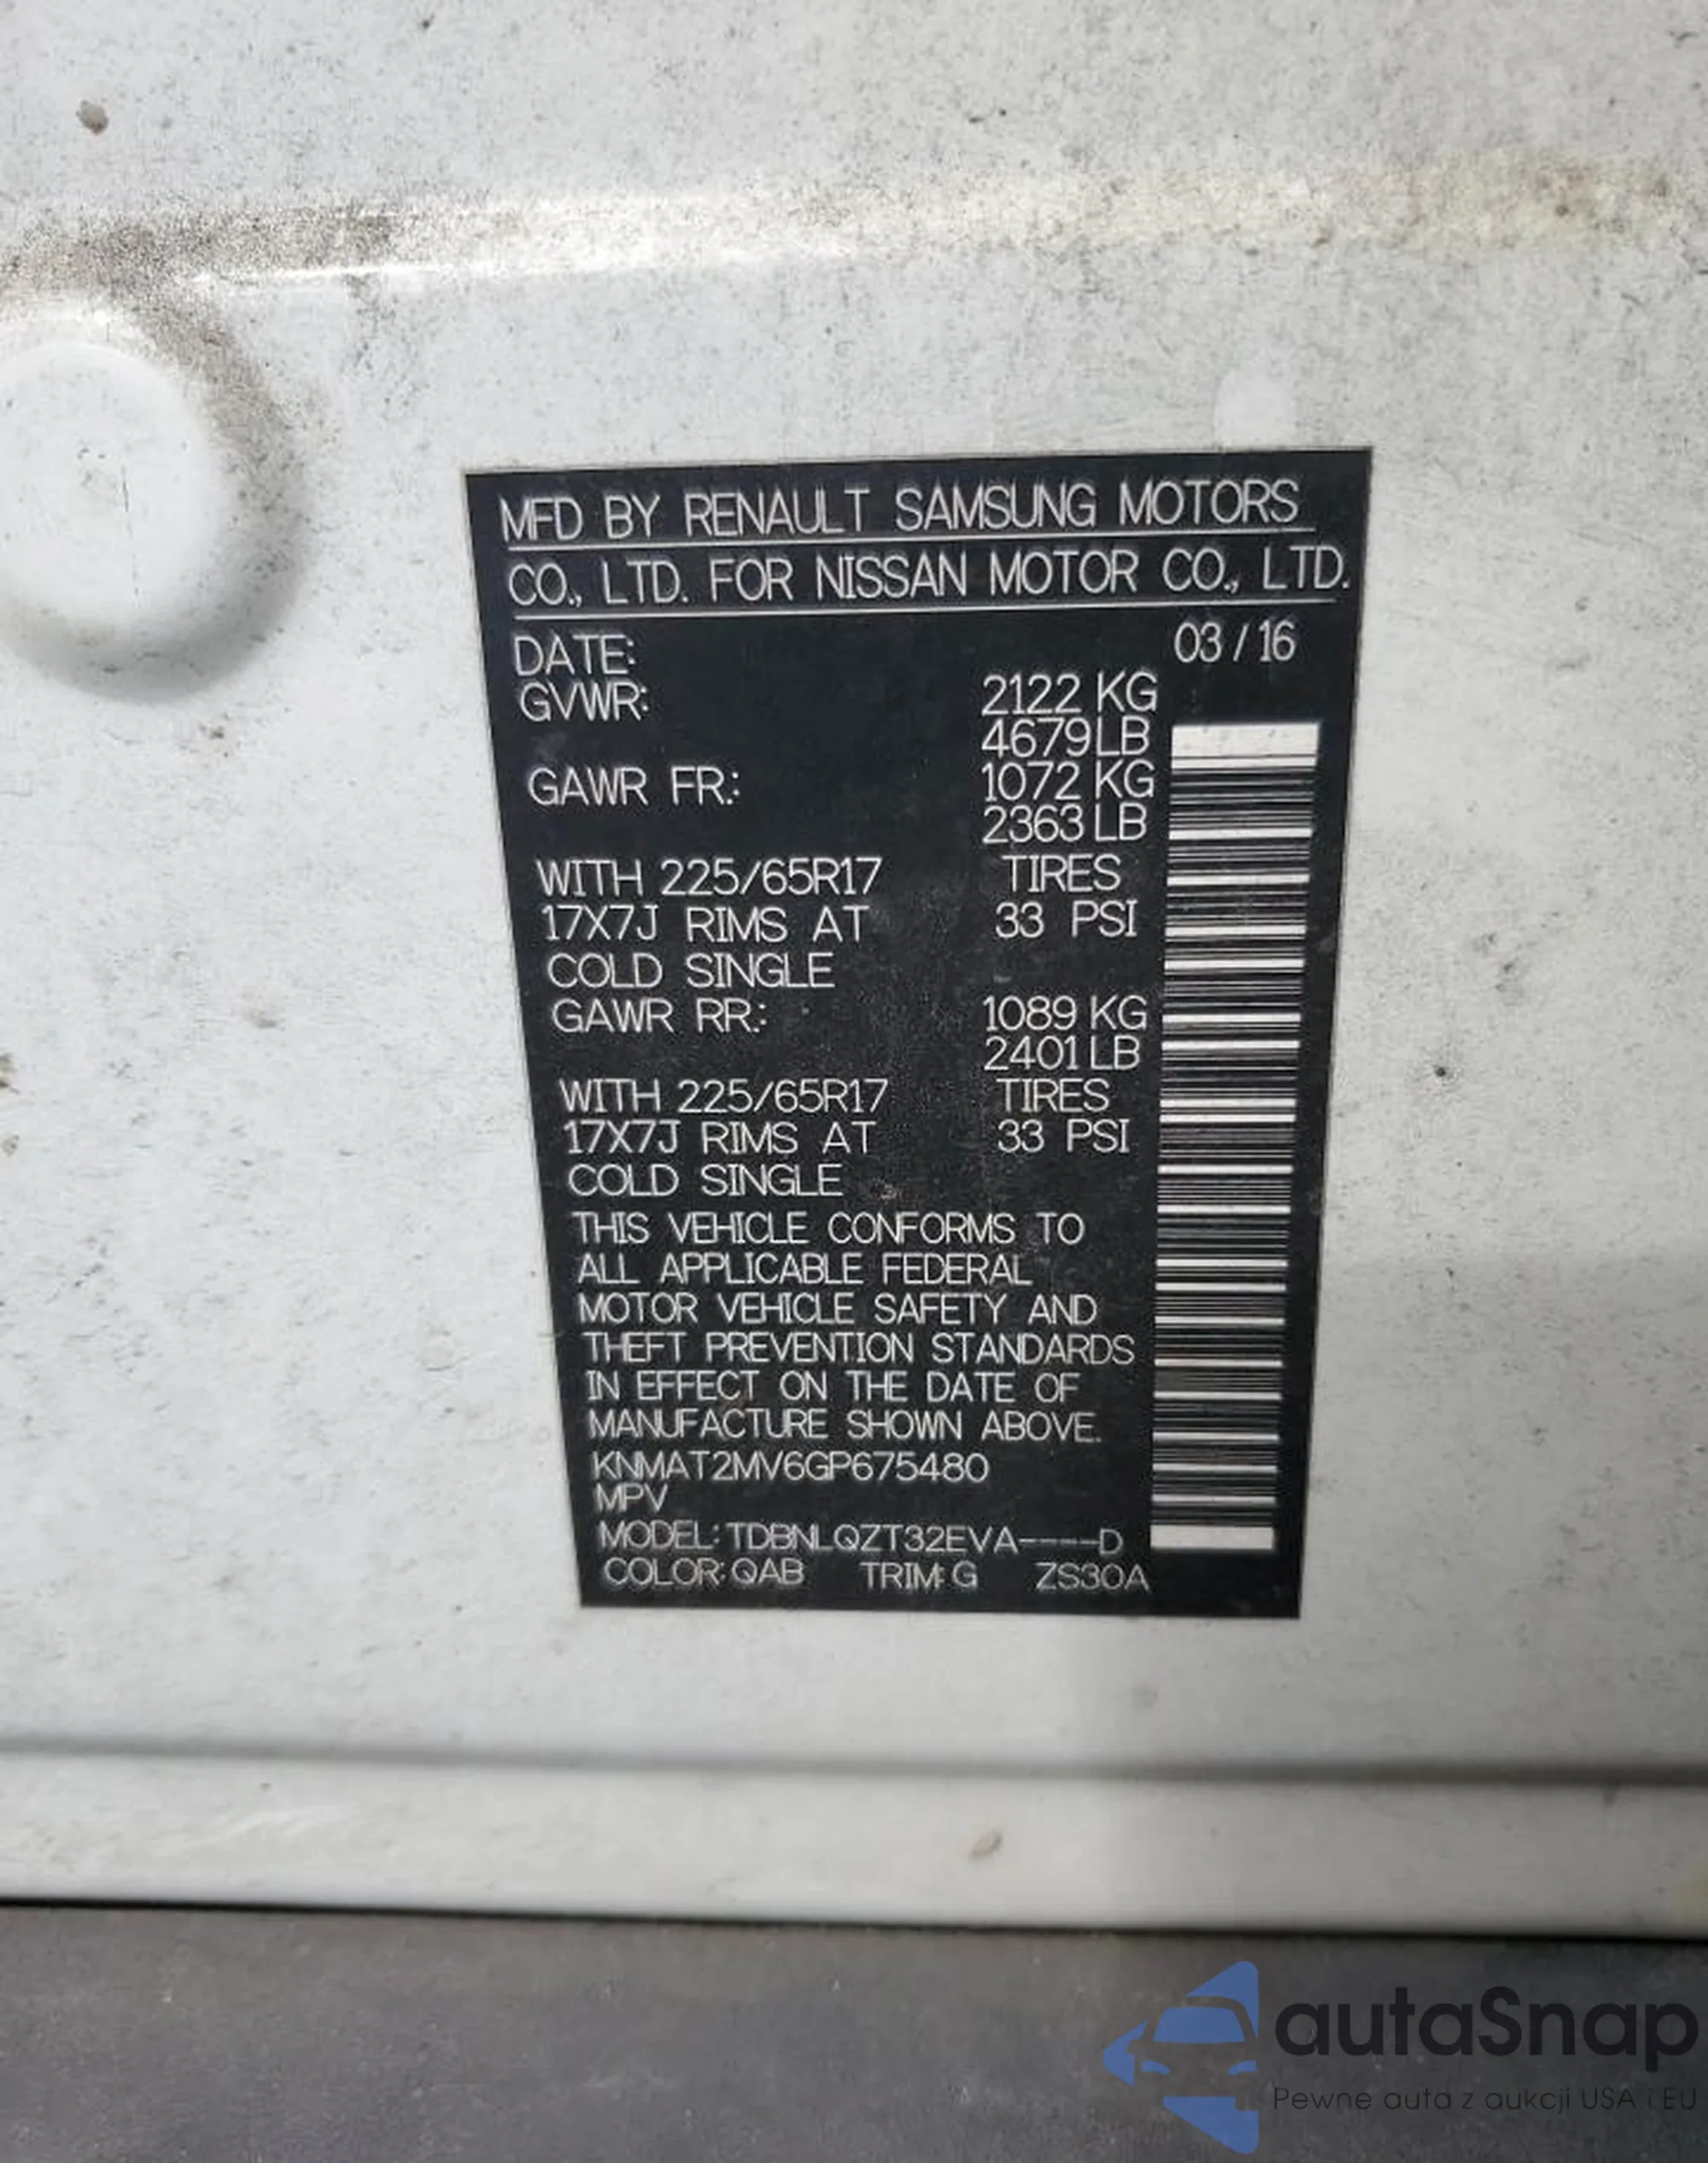 MFD BY RENAULT SAMSUNG MOTORS
CO., LTD. FOR NISSAN MOTOR CO., LTD.
DATE: 03 / 16
GVWR: 2122 KG
4679 LB
GAWR FR.: 1072 KG
2363 LB
WITH 225/65R17 TIRES
17X7J RIMS AT 33 PSI
COLD SINGLE
GAWR RR.: 1089 KG
2401 LB
WITH 225/65R17 TIRES
17X7J RIMS AT 33 PSI
COLD SINGLE
THIS VEHICLE CONFORMS TO
ALL APPLICABLE FEDERAL
MOTOR VEHICLE SAFETY AND
THEFT PREVENTION STANDARDS
IN EFFECT ON THE DATE OF
MANUFACTURE SHOWN ABOVE.
KNMAT2MV6GP675480
MPV
MODEL: TDBNLQZT32EVA----D
COLOR: QAB TRIM: G ZS30A
autaSnap
Pewne auta z aukcji USA i EU